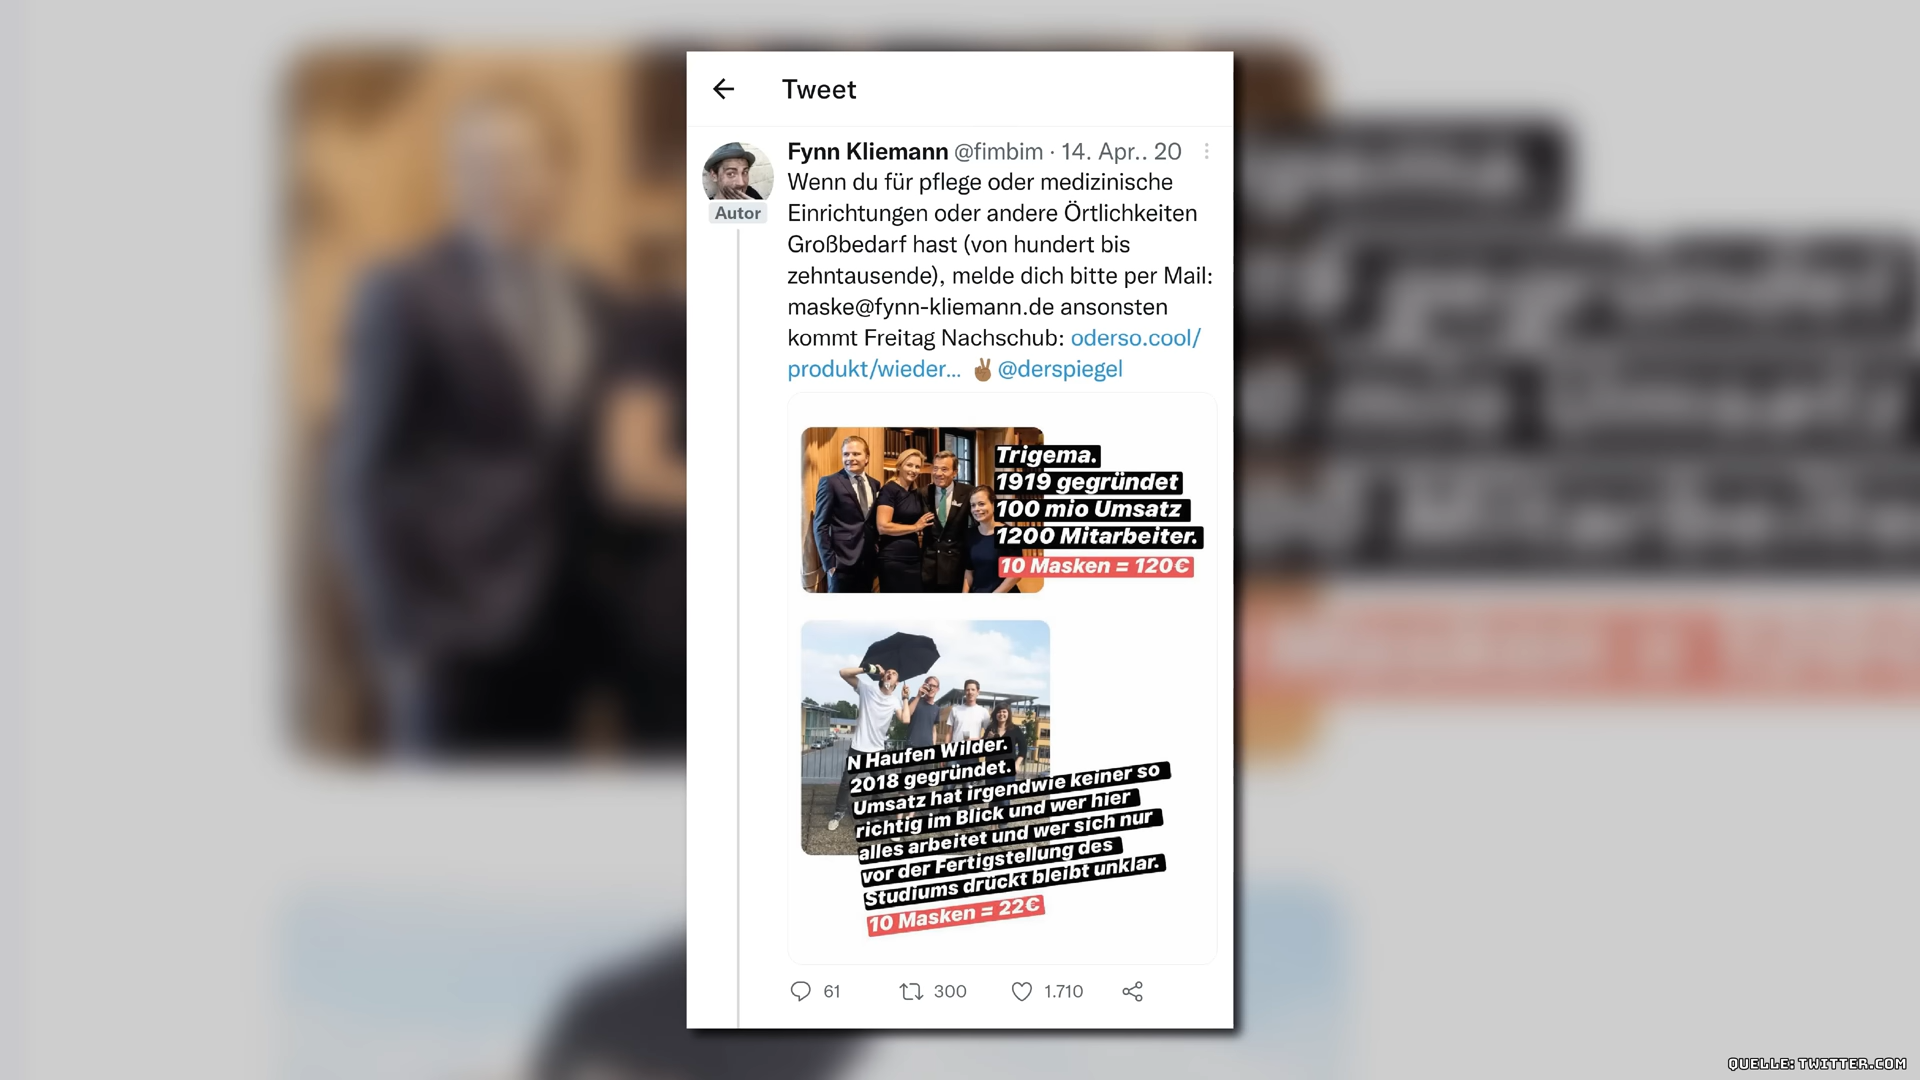 Tweet
Fynn Kliemann @fimbim · 14. Apr.. 20
Wenn du für pflege oder medizinische
Autor
Einrichtungen oder andere Örtlichkeiten
Großbedarf hast (von hundert bis
zehntausende), melde dich bitte per Mail:
maske@fynn-kliemann.de ansonsten
kommt Freitag Nachschub: oderso.cool/
produkt/wieder... ✌🏾 @derspiegel
Trigema.
1919 gegründet
100 mio Umsatz
1200 Mitarbeiter.
10 Masken = 120€
N Haufen Wilder.
2018 gegründet.
Umsatz hat irgendwie keiner so
richtig im Blick und wer hier
alles arbeitet und wer sich nur
vor der Fertigstellung des
Studiums drückt bleibt unklar.
10 Masken = 22€
61 300 1.710
QUELLE: TWITTER.COM